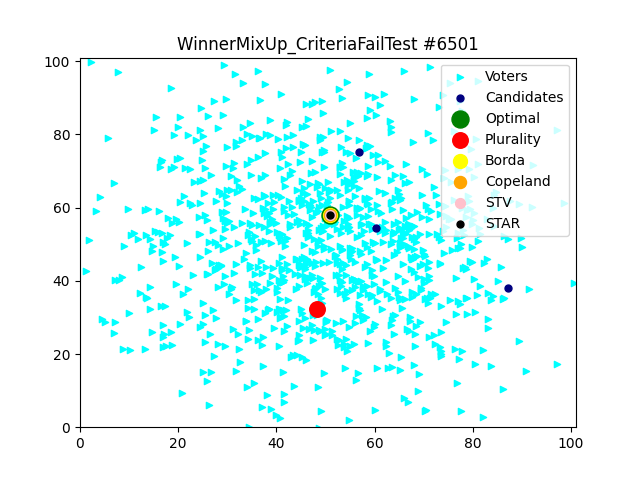 WinnerMixUp_CriteriaFailTest #6501
100
80
60
40
20
0
0
20
40
60
80
100
Voters
Candidates
Optimal
Plurality
Borda
Copeland
STV
STAR